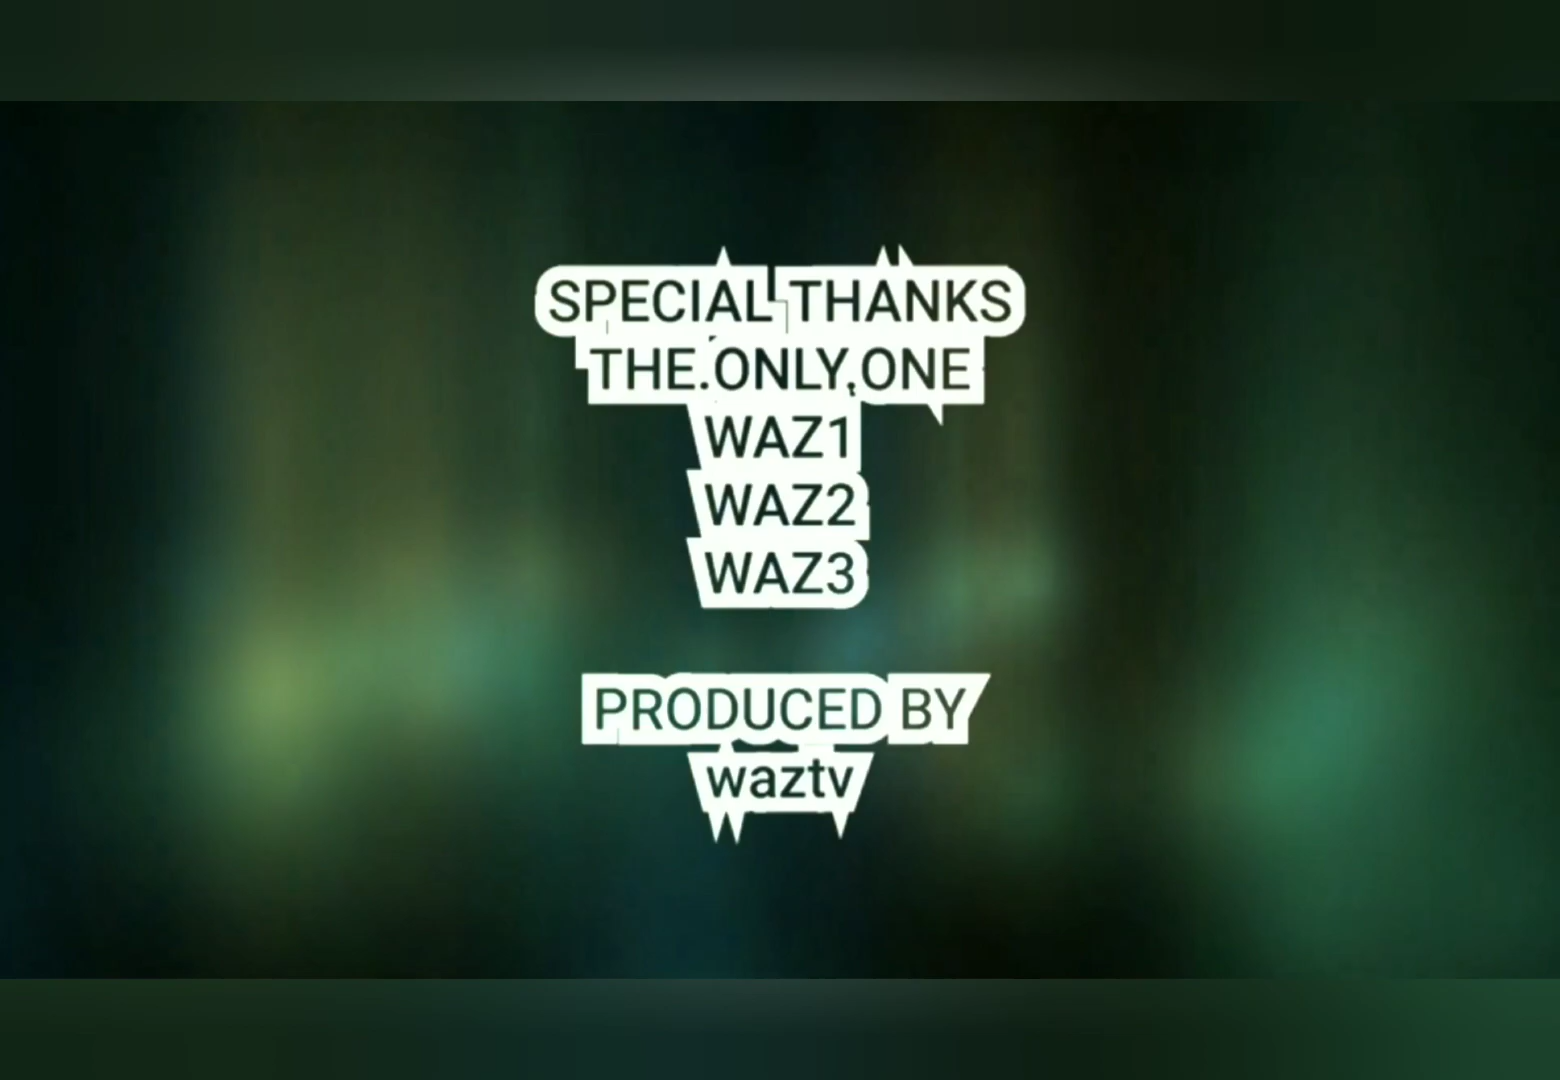 SPECIAL THANKS
THE.ONLY.ONE
WAZ1
WAZ2
WAZ3
PRODUCED BY
waztv